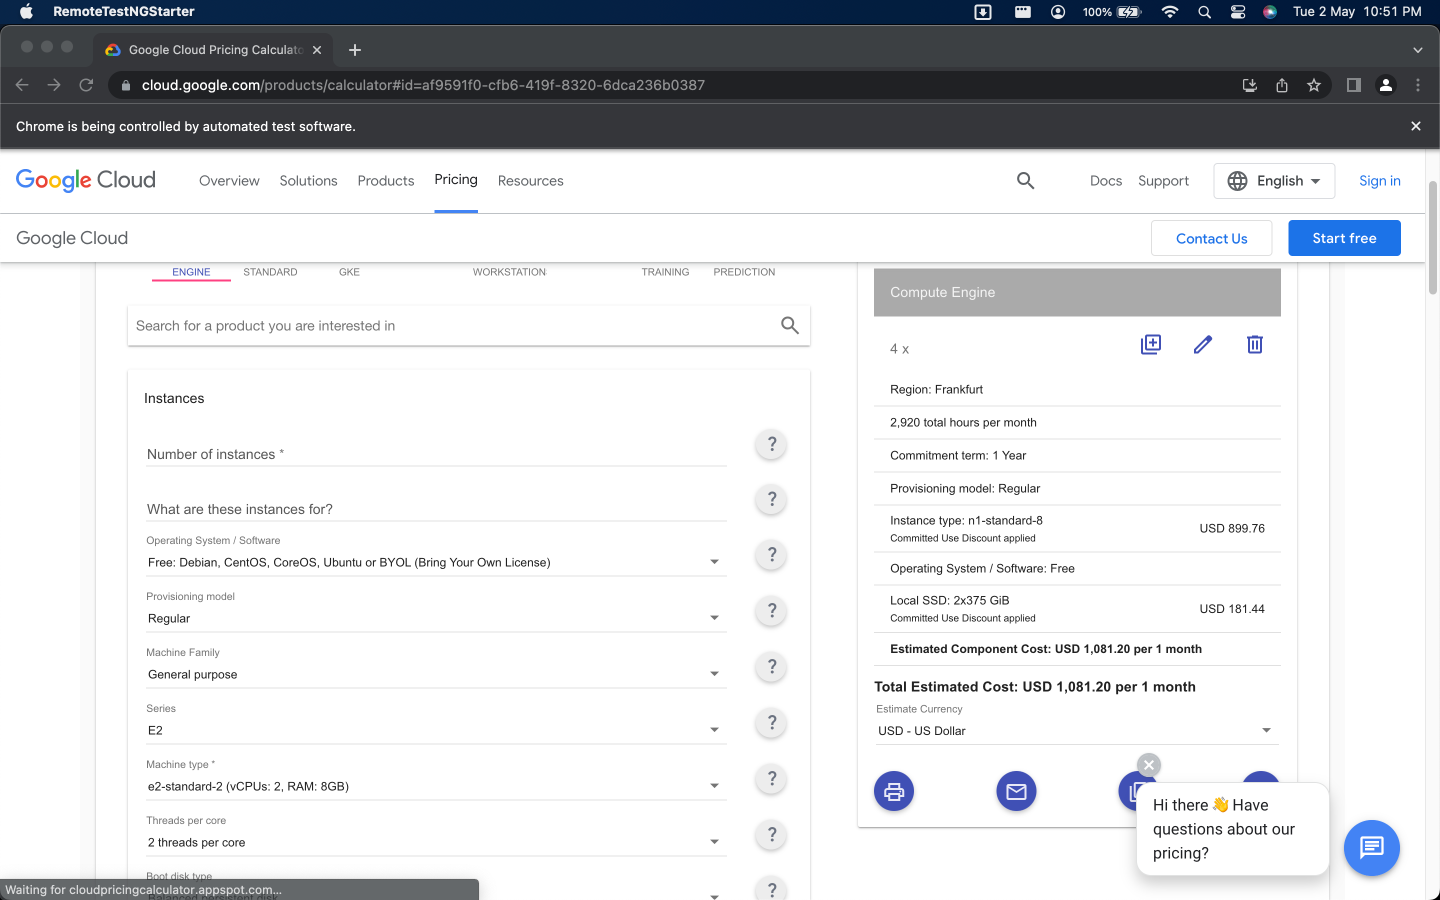 RemoteTestNGStarter
100%
Tue 2 May 10:51 PM
Google Cloud Pricing Calculato
cloud.google.com/products/calculator#id=af9591f0-cfb6-419f-8320-6dca236b0387
Chrome is being controlled by automated test software.
Google Cloud
Overview
Solutions
Products
Pricing
Resources
Docs
Support
English
Sign in
Google Cloud
Contact Us
Start free
ENGINE
STANDARD
GKE
WORKSTATION
TRAINING
PREDICTION
Search for a product you are interested in
Instances
Number of instances *
?
What are these instances for?
?
Operating System / Software
Free: Debian, CentOS, CoreOS, Ubuntu or BYOL (Bring Your Own License)
?
Provisioning model
Regular
?
Machine Family
General purpose
?
Series
E2
?
Machine type *
e2-standard-2 (vCPUs: 2, RAM: 8GB)
?
Threads per core
2 threads per core
?
Boot disk type
Balanced persistent disk
?
Compute Engine
4 x
Region: Frankfurt
2,920 total hours per month
Commitment term: 1 Year
Provisioning model: Regular
Instance type: n1-standard-8
Committed Use Discount applied
USD 899.76
Operating System / Software: Free
Local SSD: 2x375 GiB
Committed Use Discount applied
USD 181.44
Estimated Component Cost: USD 1,081.20 per 1 month
Total Estimated Cost: USD 1,081.20 per 1 month
Estimate Currency
USD - US Dollar
Hi there 👋 Have
questions about our
pricing?
Waiting for cloudpricingcalculator.appspot.com...